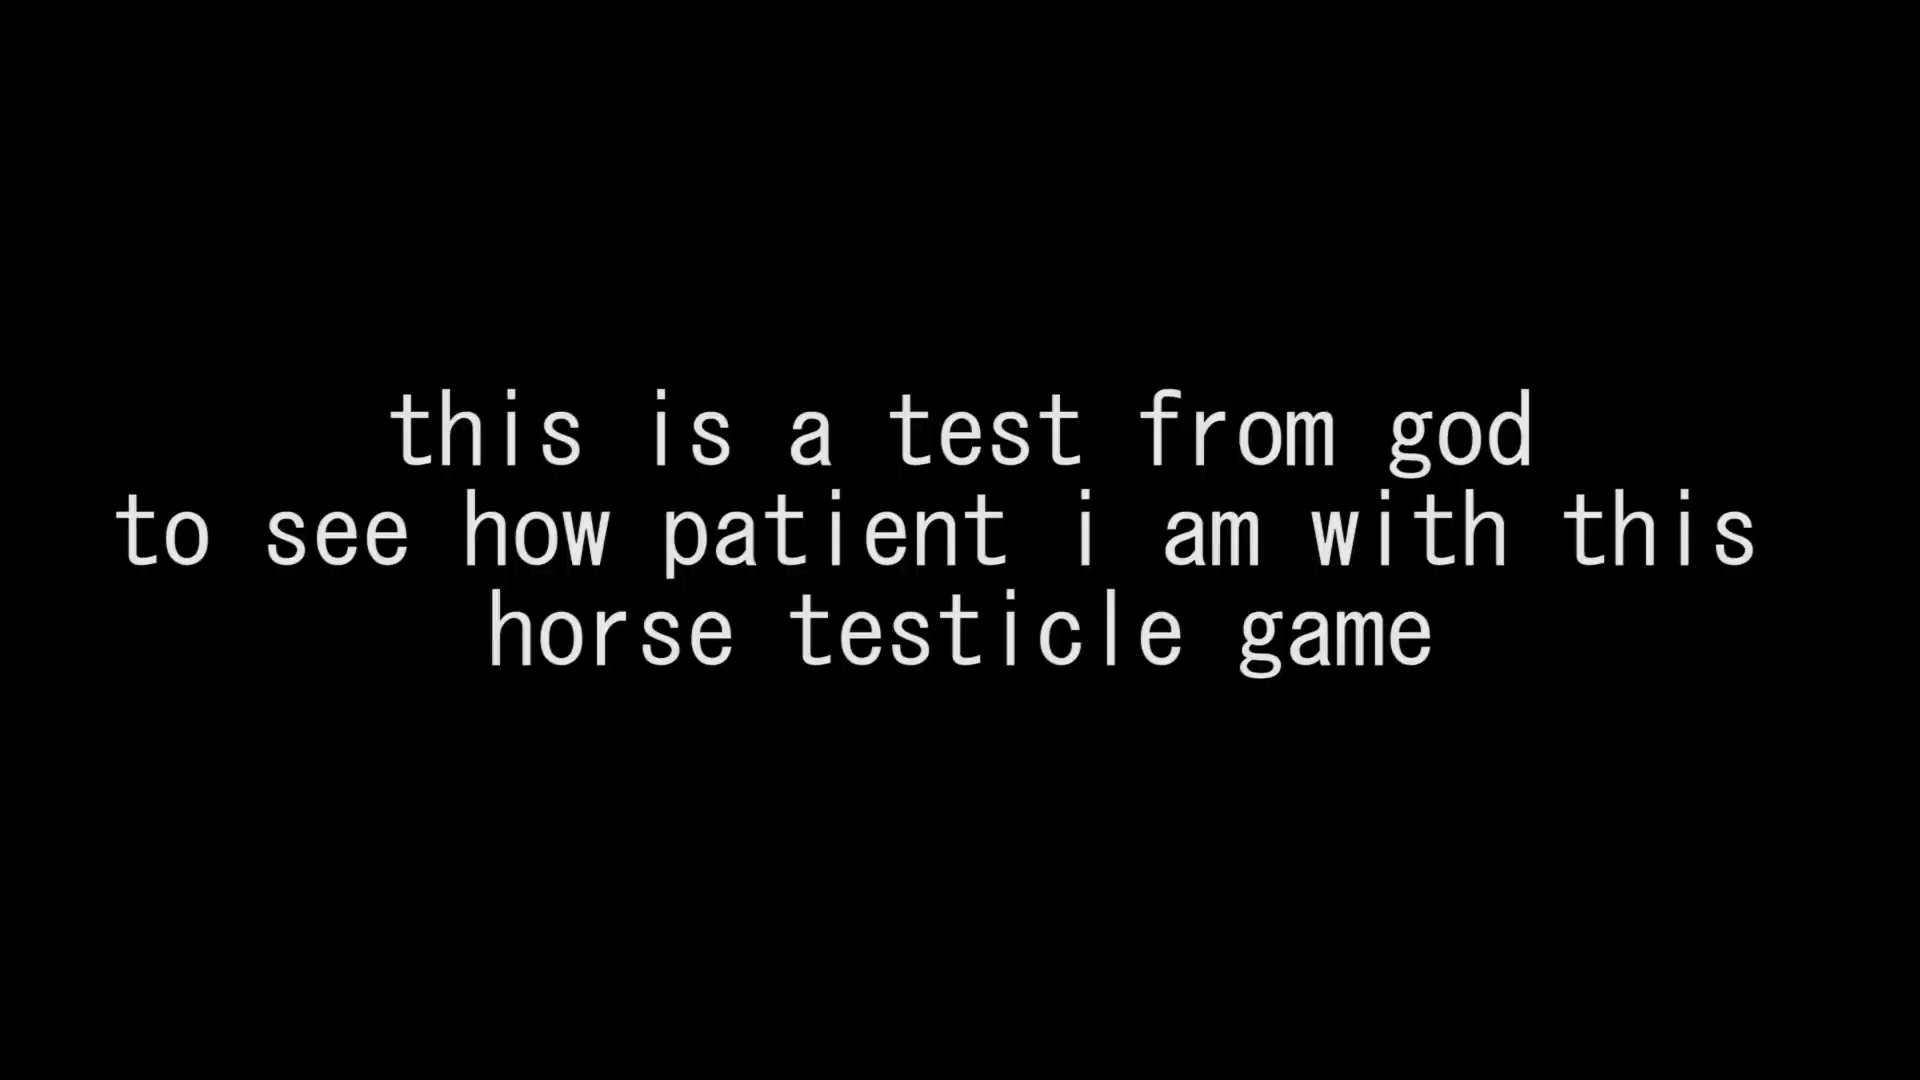 this is a test from god
to see how patient i am with this
horse testicle game